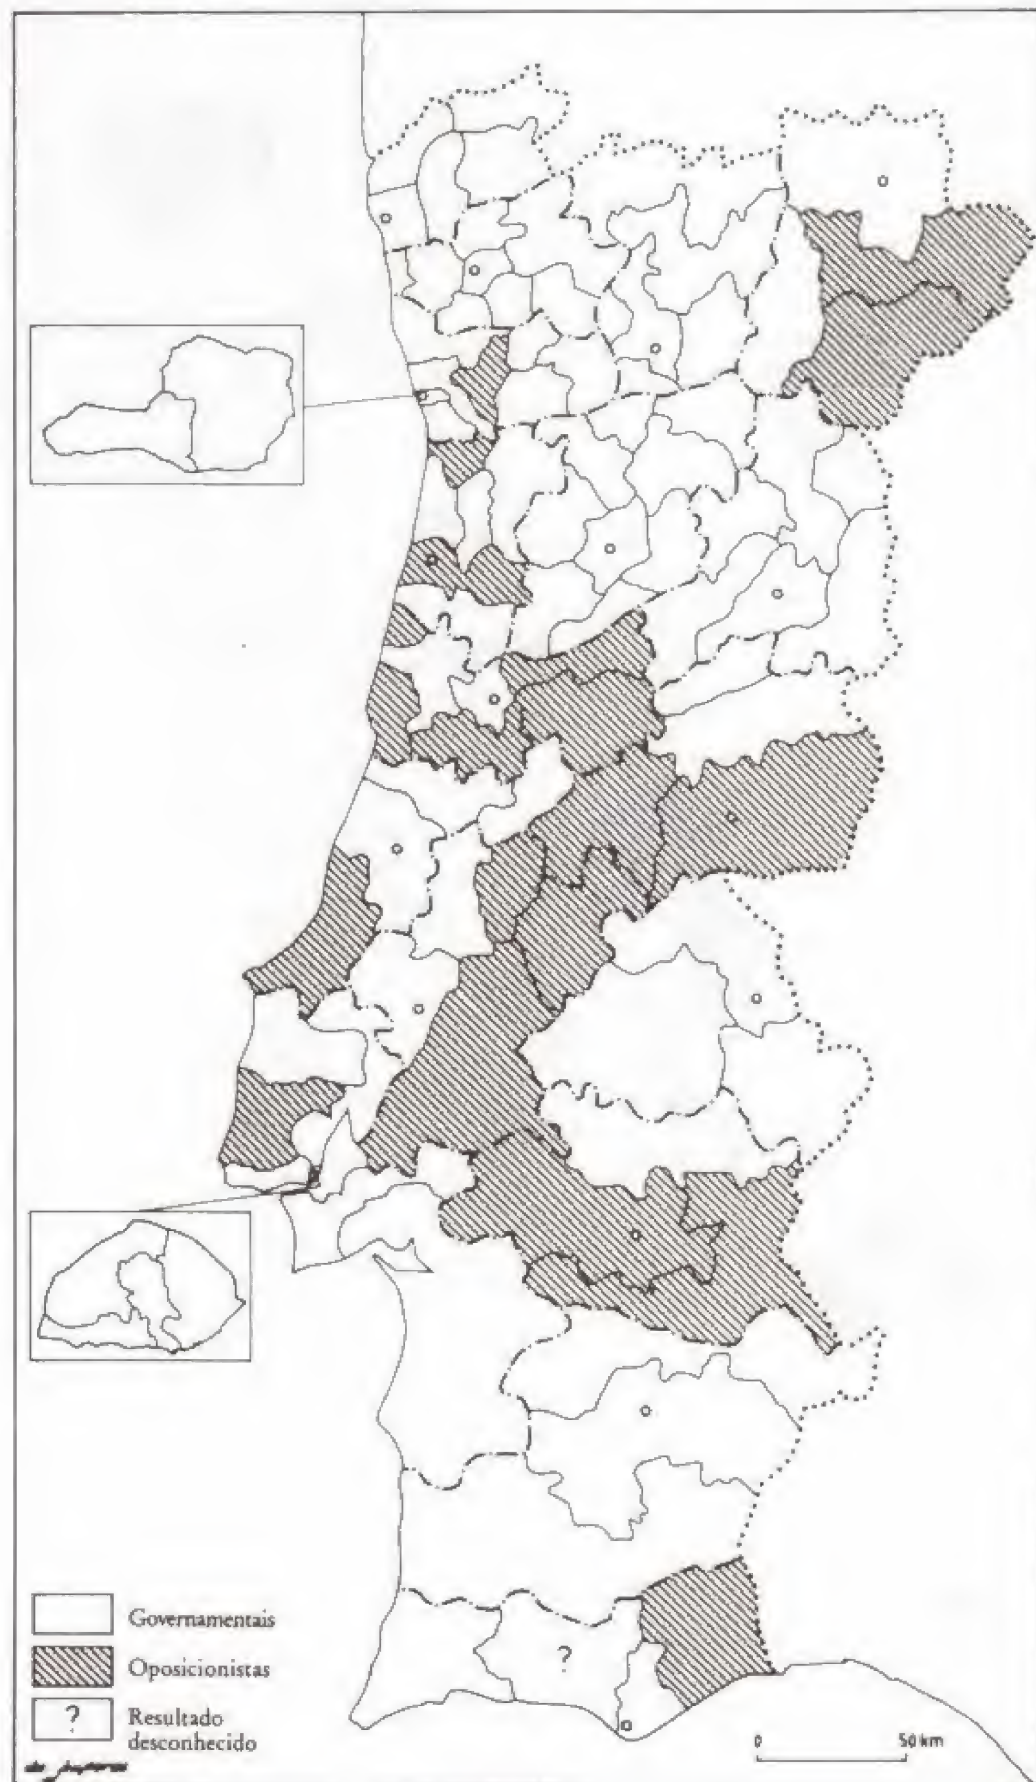 ?
Governamentais
Oposicionistas
? Resultado
desconhecido
0 50 km